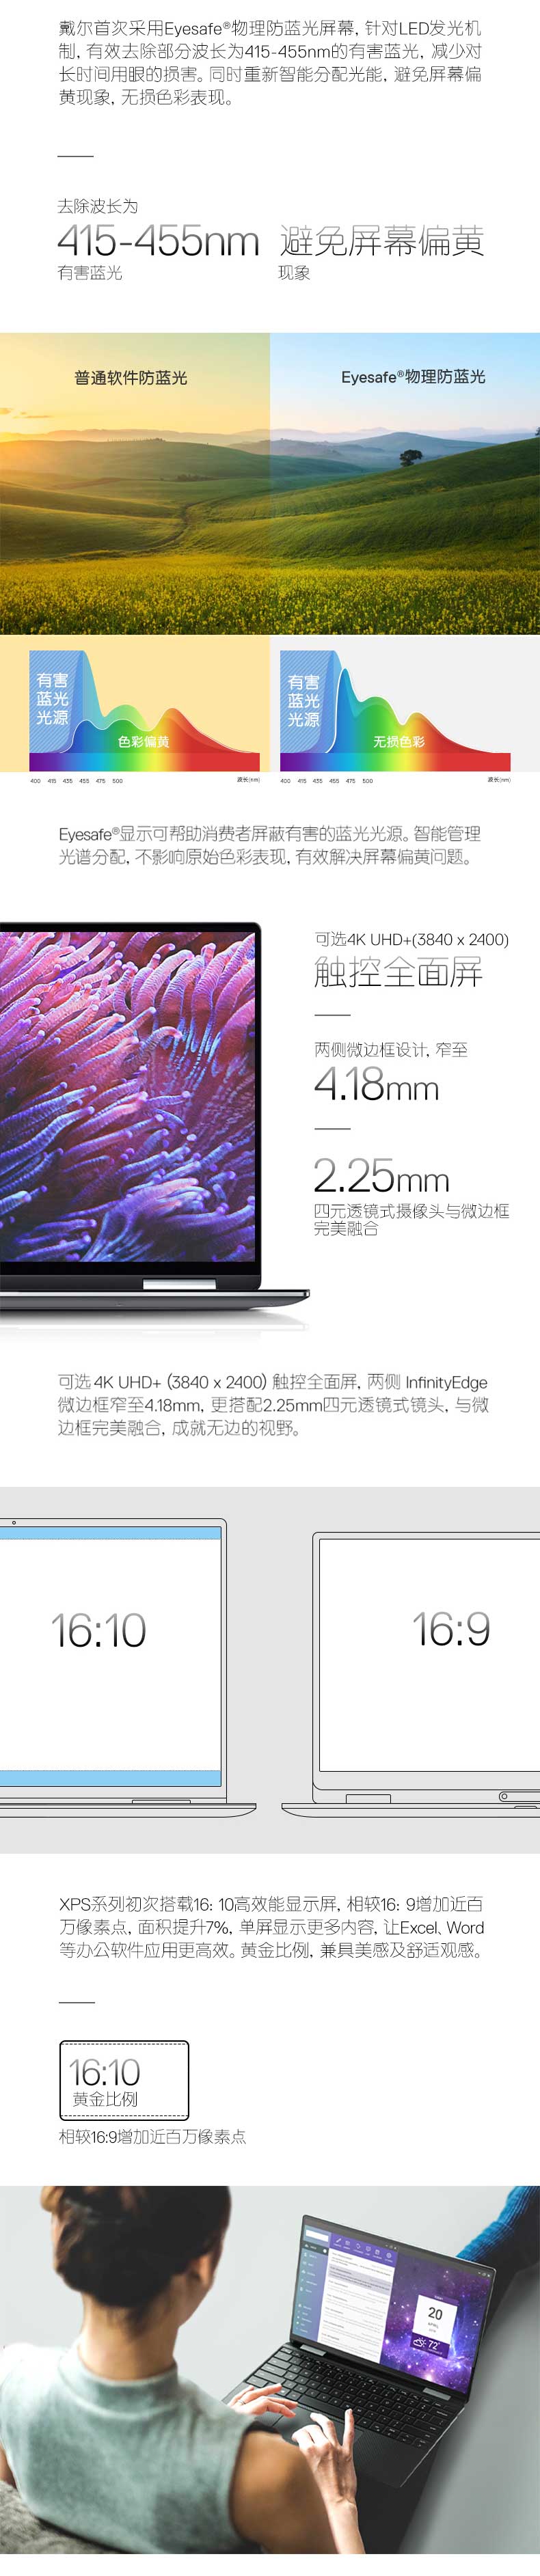 戴尔首次采用Eyesafe®物理防蓝光屏幕, 针对LED发光机
制, 有效去除部分波长为415-455nm的有害蓝光, 减少对
长时间用眼的损害。同时重新智能分配光能, 避免屏幕偏
黄现象, 无损色彩表现。
去除波长为
415-455nm
有害蓝光
避免屏幕偏黄
现象
普通软件防蓝光
Eyesafe®物理防蓝光
有害
蓝光
光源
色彩偏黄
400 415 435 455 475 500 波长(nm)
有害
蓝光
光源
无损色彩
400 415 435 455 475 500 波长(nm)
Eyesafe®显示可帮助消费者屏蔽有害的蓝光光源。智能管理
光谱分配, 不影响原始色彩表现, 有效解决屏幕偏黄问题。
可选4K UHD+(3840 x 2400)
触控全面屏
两侧微边框设计, 窄至
4.18mm
2.25mm
四元透镜式摄像头与微边框
完美融合
可选 4K UHD+ (3840 x 2400) 触控全面屏, 两侧 InfinityEdge
微边框窄至4.18mm, 更搭配2.25mm四元透镜式镜头, 与微
边框完美融合, 成就无边的视野。
16:10
16:9
XPS系列初次搭载16: 10高效能显示屏, 相较16: 9增加近百
万像素点, 面积提升7%, 单屏显示更多内容, 让Excel、Word
等办公软件应用更高效。黄金比例, 兼具美感及舒适观感。
16:10
黄金比例
相较16:9增加近百万像素点
20
72°